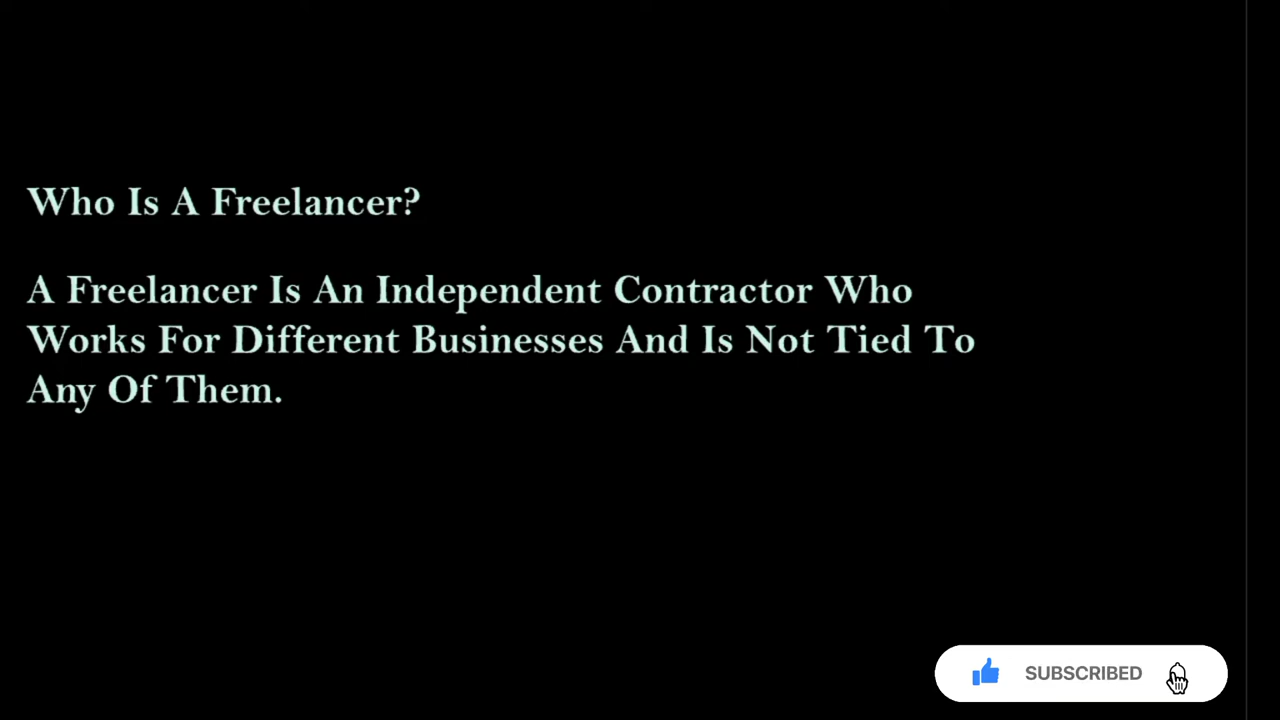 Who Is A Freelancer?
A Freelancer Is An Independent Contractor Who
Works For Different Businesses And Is Not Tied To
Any Of Them.
SUBSCRIBED